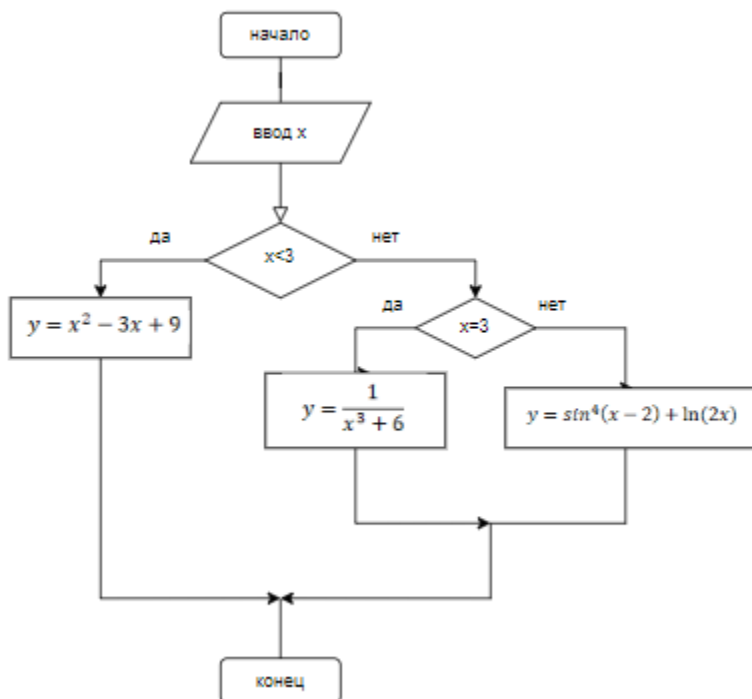 начало
ввод x
да
нет
x<3
y = x² − 3x + 9
да
нет
x=3
y = 1/(x³ + 6)
y = sin⁴(x − 2) + ln(2x)
конец